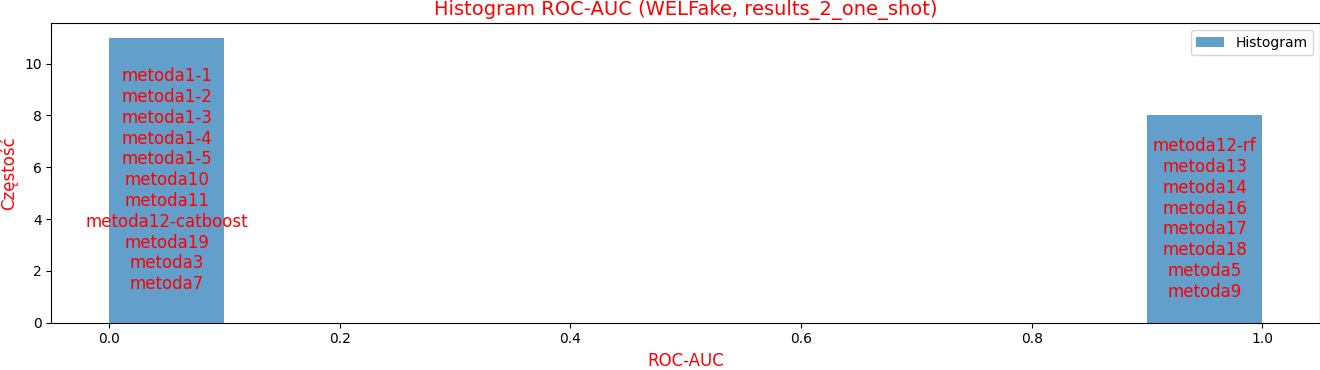 Histogram ROC-AUC (WELFake, results_2_one_shot)
Histogram
Częstość
10
8
6
4
2
0
metoda1-1
metoda1-2
metoda1-3
metoda1-4
metoda1-5
metoda10
metoda11
metoda12-catboost
metoda19
metoda3
metoda7
metoda12-rf
metoda13
metoda14
metoda16
metoda17
metoda18
metoda5
metoda9
0.0 0.2 0.4 0.6 0.8 1.0
ROC-AUC